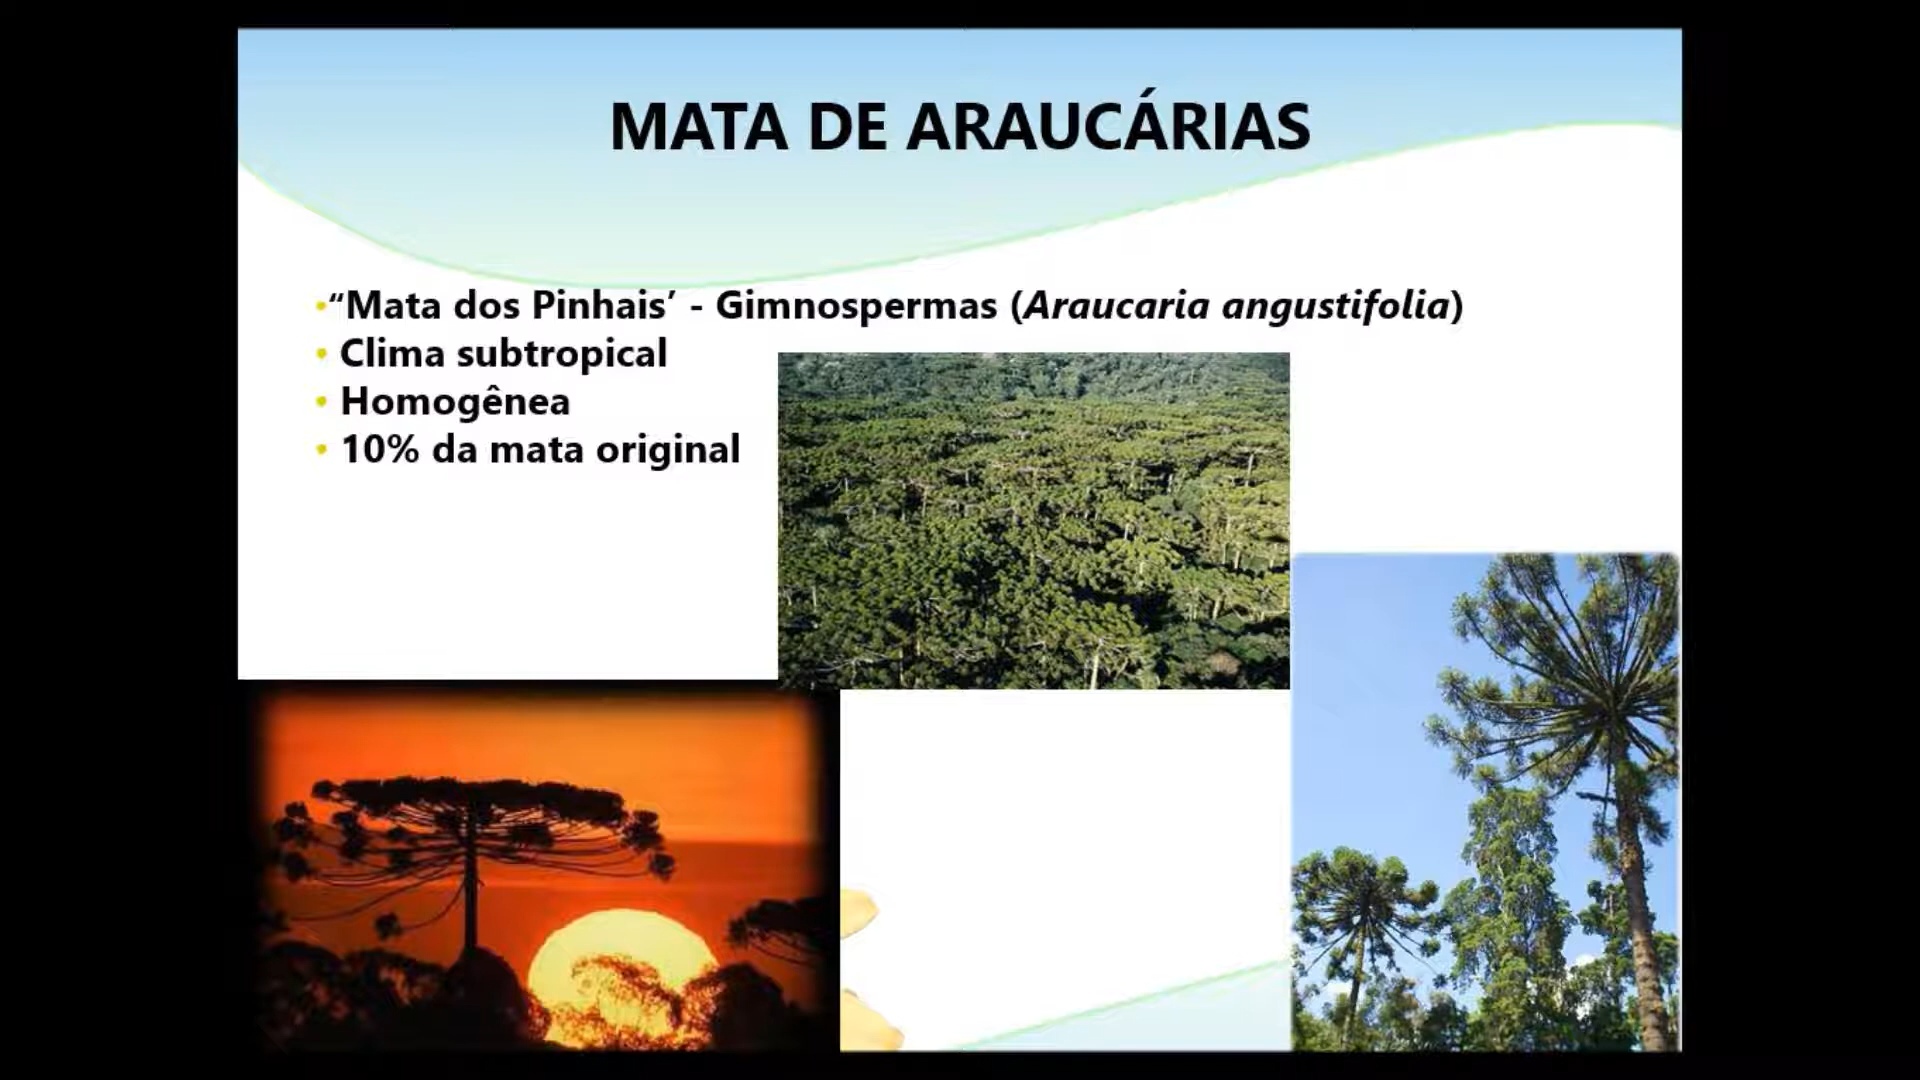 MATA DE ARAUCÁRIAS
•“Mata dos Pinhais’ - Gimnospermas (Araucaria angustifolia)
• Clima subtropical
• Homogênea
• 10% da mata original